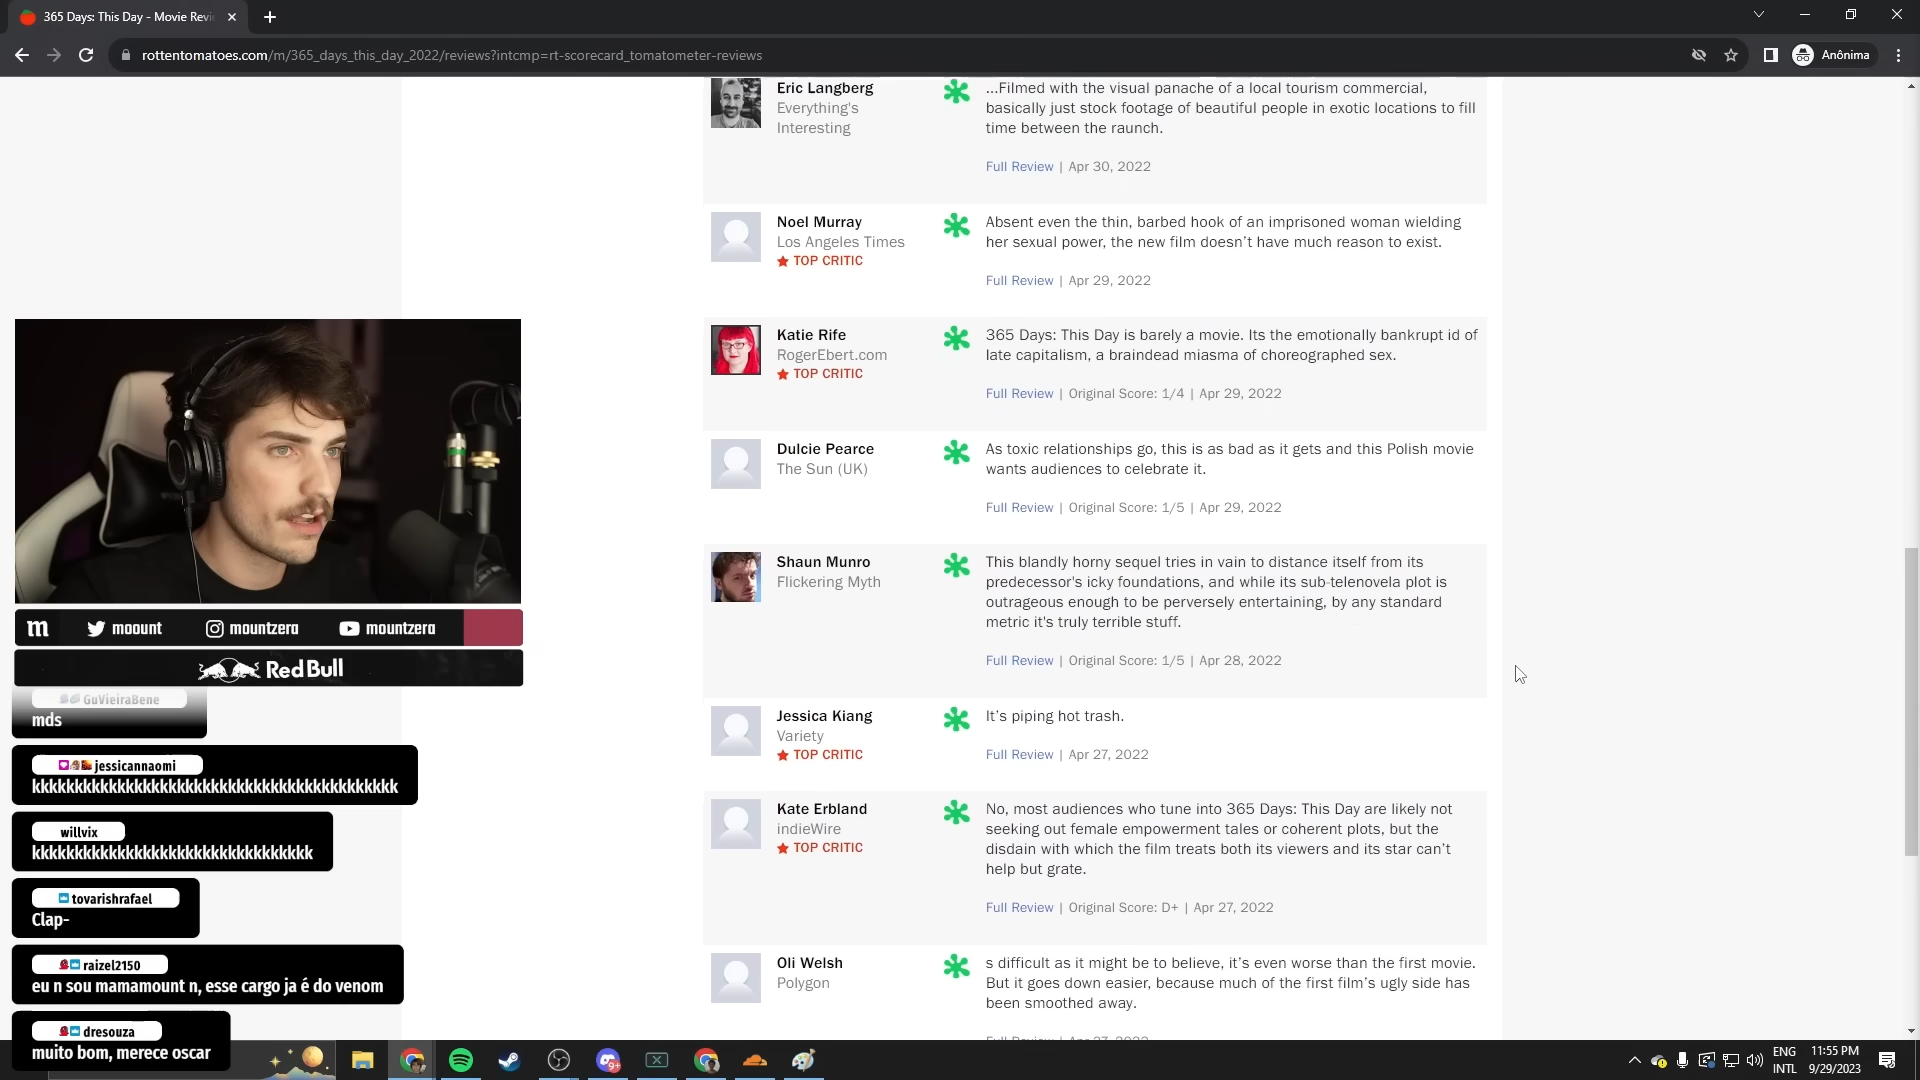 365 Days: This Day - Movie Revi
rottentomatoes.com/m/365_days_this_day_2022/reviews?intcmp=rt-scorecard_tomatometer-reviews
Anônima
Eric Langberg
Everything's
Interesting
...Filmed with the visual panache of a local tourism commercial,
basically just stock footage of beautiful people in exotic locations to fill
time between the raunch.
Full Review | Apr 30, 2022
Noel Murray
Los Angeles Times
TOP CRITIC
Absent even the thin, barbed hook of an imprisoned woman wielding
her sexual power, the new film doesn’t have much reason to exist.
Full Review | Apr 29, 2022
Katie Rife
RogerEbert.com
TOP CRITIC
365 Days: This Day is barely a movie. Its the emotionally bankrupt id of
late capitalism, a braindead miasma of choreographed sex.
Full Review | Original Score: 1/4 | Apr 29, 2022
Dulcie Pearce
The Sun (UK)
As toxic relationships go, this is as bad as it gets and this Polish movie
wants audiences to celebrate it.
Full Review | Original Score: 1/5 | Apr 29, 2022
Shaun Munro
Flickering Myth
This blandly horny sequel tries in vain to distance itself from its
predecessor's icky foundations, and while its sub-telenovela plot is
outrageous enough to be perversely entertaining, by any standard
metric it's truly terrible stuff.
Full Review | Original Score: 1/5 | Apr 28, 2022
Jessica Kiang
Variety
TOP CRITIC
It’s piping hot trash.
Full Review | Apr 27, 2022
Kate Erbland
indieWire
TOP CRITIC
No, most audiences who tune into 365 Days: This Day are likely not
seeking out female empowerment tales or coherent plots, but the
disdain with which the film treats both its viewers and its star can’t
help but grate.
Full Review | Original Score: D+ | Apr 27, 2022
Oli Welsh
Polygon
s difficult as it might be to believe, it’s even worse than the first movie.
But it goes down easier, because much of the first film’s ugly side has
been smoothed away.
m moount mountzera mountzera
Red Bull
GuVieiraBene
mds
jessicannaomi
kkkkkkkkkkkkkkkkkkkkkkkkkkkkkkkkkkkkkkkkkkk
willvix
kkkkkkkkkkkkkkkkkkkkkkkkkkkkkkkkk
tovarishrafael
Clap-
raizel2150
eu n sou mamamount n, esse cargo ja é do venom
dresouza
muito bom, merece oscar
9+
ENG
INTL
11:55 PM
9/29/2023